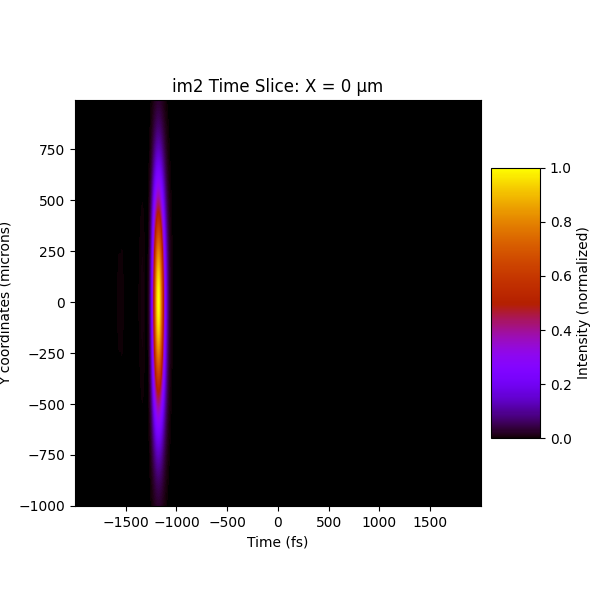 im2 Time Slice: X = 0 μm
750
500
250
0
−250
−500
−750
−1000
Y coordinates (microns)
−1500 −1000 −500 0 500 1000 1500
Time (fs)
1.0
0.8
0.6
0.4
0.2
0.0
Intensity (normalized)